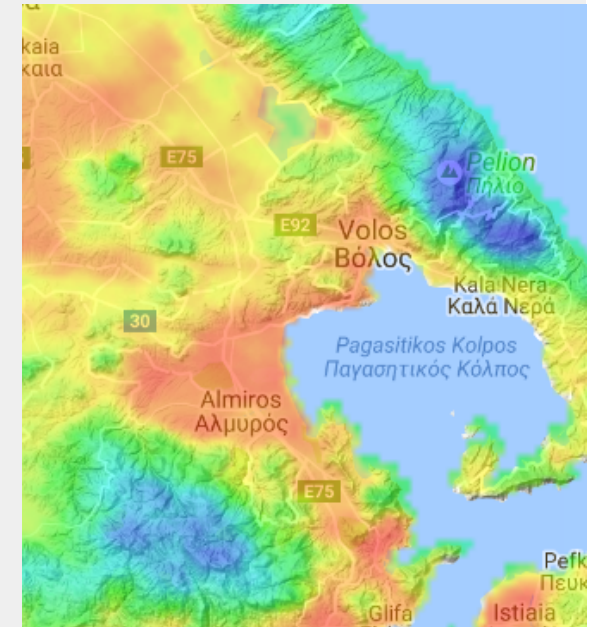 kaia
καια
E75
Pelion
Πήλιο
E92
Volos
Βόλος
Kala Nera
Καλά Νερά
30
Pagasitikos Kolpos
Παγασητικός Κόλπος
Almiros
Αλμυρός
E75
Pefk
Πευκ
Glifa
Istiaia